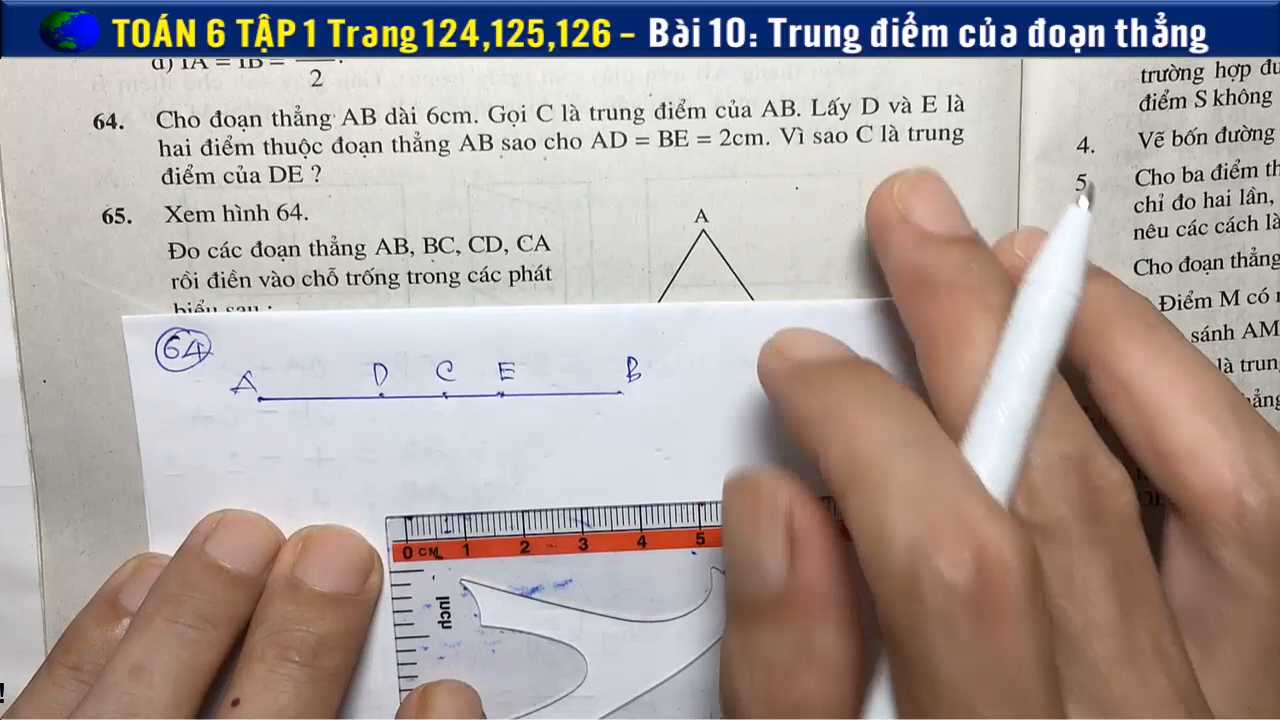 TOÁN 6 TẬP 1 Trang 124,125,126 – Bài 10: Trung điểm của đoạn thẳng
d) IA = IB =
2
64. Cho đoạn thẳng AB dài 6cm. Gọi C là trung điểm của AB. Lấy D và E là
hai điểm thuộc đoạn thẳng AB sao cho AD = BE = 2cm. Vì sao C là trung
điểm của DE ?
65. Xem hình 64.
Đo các đoạn thẳng AB, BC, CD, CA
rồi điền vào chỗ trống trong các phát
biểu sau :
A
trường hợp
điểm S không
4. Vẽ bốn đường
5. Cho ba điểm
chỉ đo hai lần,
nêu các cách
Cho đoạn thẳng
Điểm M có
sánh AM
64
A D C E B
0 CM 1 2 3 4 5
inch
!